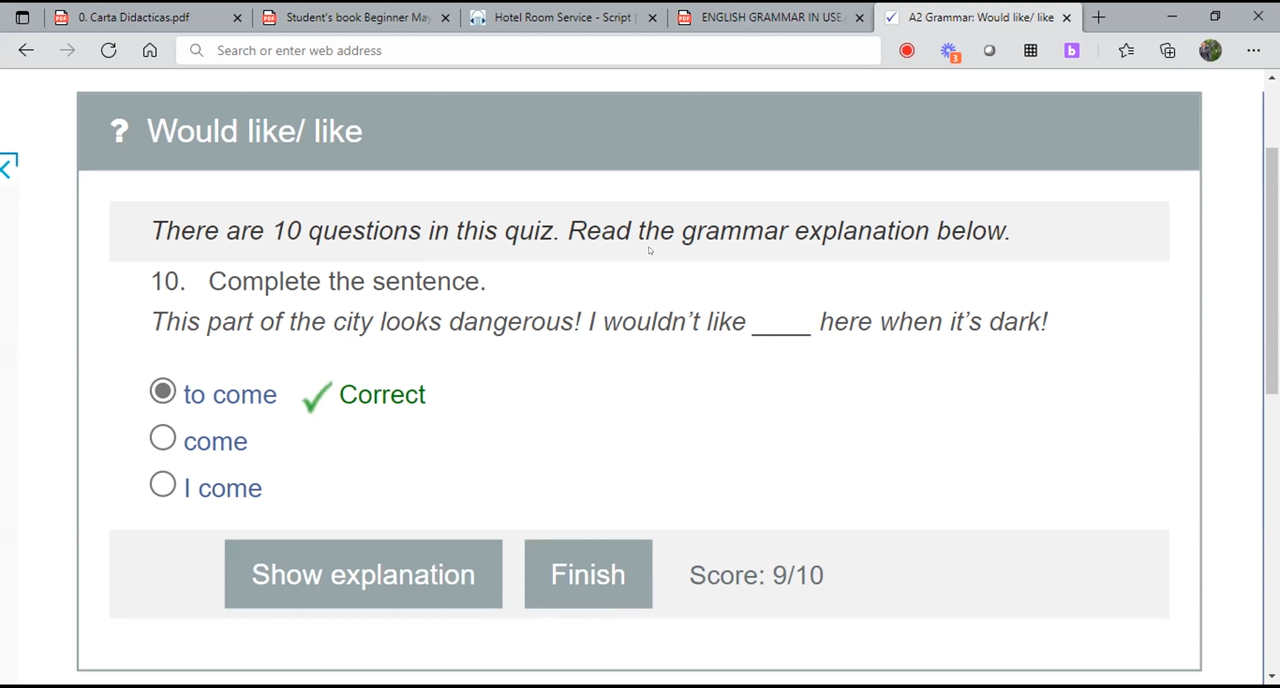 0. Carta Didacticas.pdf
Student's book Beginner Ma
Hotel Room Service - Script
ENGLISH GRAMMAR IN USE.
A2 Grammar: Would like/ like
Search or enter web address
3
b
? Would like/ like
There are 10 questions in this quiz. Read the grammar explanation below.
10. Complete the sentence.
This part of the city looks dangerous! I wouldn't like ____ here when it's dark!
to come Correct
come
I come
Show explanation
Finish
Score: 9/10